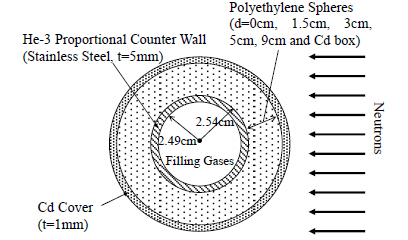 Polyethylene Spheres
(d=0cm, 1.5cm, 3cm,
5cm, 9cm and Cd box)
He-3 Proportional Counter Wall
(Stainless Steel, t=5mm)
2.54cm
2.49cm
Filling Gases
Neutrons
Cd Cover
(t=1mm)